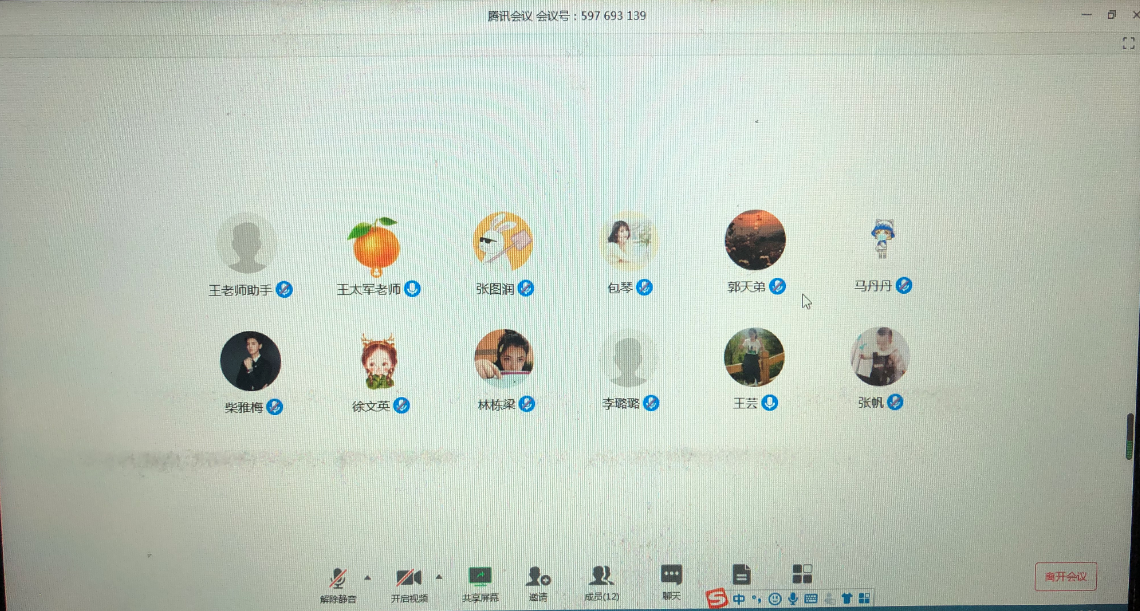 腾讯会议 会议号：597 693 139
王老师助手
王太军老师
张图润
包琴
郭天弟
马丹丹
柴雅梅
徐文英
林栋梁
李璐璐
王芸
张帆
解除静音
开启视频
共享屏幕
邀请
成员(12)
聊天
S 中
离开会议